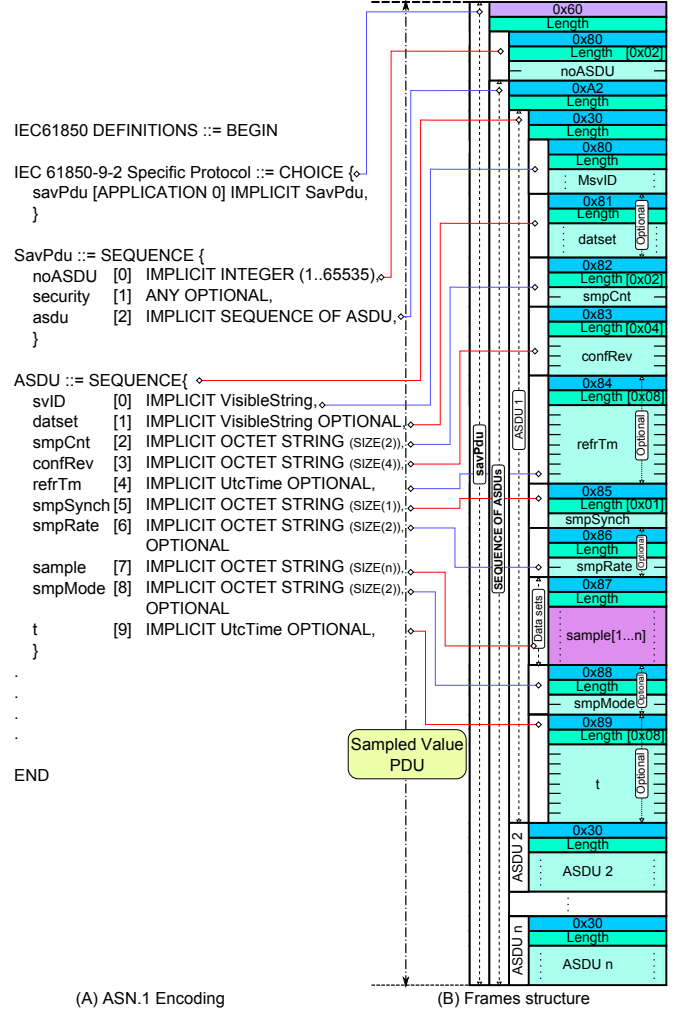 IEC61850 DEFINITIONS ::= BEGIN
IEC 61850-9-2 Specific Protocol ::= CHOICE {
savPdu [APPLICATION 0] IMPLICIT SavPdu,
}
SavPdu ::= SEQUENCE {
noASDU [0] IMPLICIT INTEGER (1..65535),
security [1] ANY OPTIONAL,
asdu [2] IMPLICIT SEQUENCE OF ASDU,
}
ASDU ::= SEQUENCE{
svID [0] IMPLICIT VisibleString,
datset [1] IMPLICIT VisibleString OPTIONAL,
smpCnt [2] IMPLICIT OCTET STRING (SIZE(2)),
confRev [3] IMPLICIT OCTET STRING (SIZE(4)),
refrTm [4] IMPLICIT UtcTime OPTIONAL,
smpSynch [5] IMPLICIT OCTET STRING (SIZE(1)),
smpRate [6] IMPLICIT OCTET STRING (SIZE(2)),
OPTIONAL
sample [7] IMPLICIT OCTET STRING (SIZE(n)),
smpMode [8] IMPLICIT OCTET STRING (SIZE(2)),
OPTIONAL
t [9] IMPLICIT UtcTime OPTIONAL,
}
.
.
.
.
END
(A) ASN.1 Encoding
Sampled Value
PDU
savPdu
SEQUENCE OF ASDUs
ASDU 1
0x60
Length
0x80
Length [0x02]
noASDU
0xA2
Length
0x30
Length
0x80
Length
MsvID
0x81
Length
datset
Optional
0x82
Length [0x02]
smpCnt
0x83
Length [0x04]
confRev
0x84
Length [0x08]
refrTm
Optional
0x85
Length [0x01]
smpSynch
0x86
Length
smpRate
Optional
0x87
Length
Data sets
sample[1...n]
0x88
Length
smpMode
Optional
0x89
Length [0x08]
t
Optional
ASDU 2
0x30
Length
ASDU 2
ASDU n
0x30
Length
ASDU n
(B) Frames structure